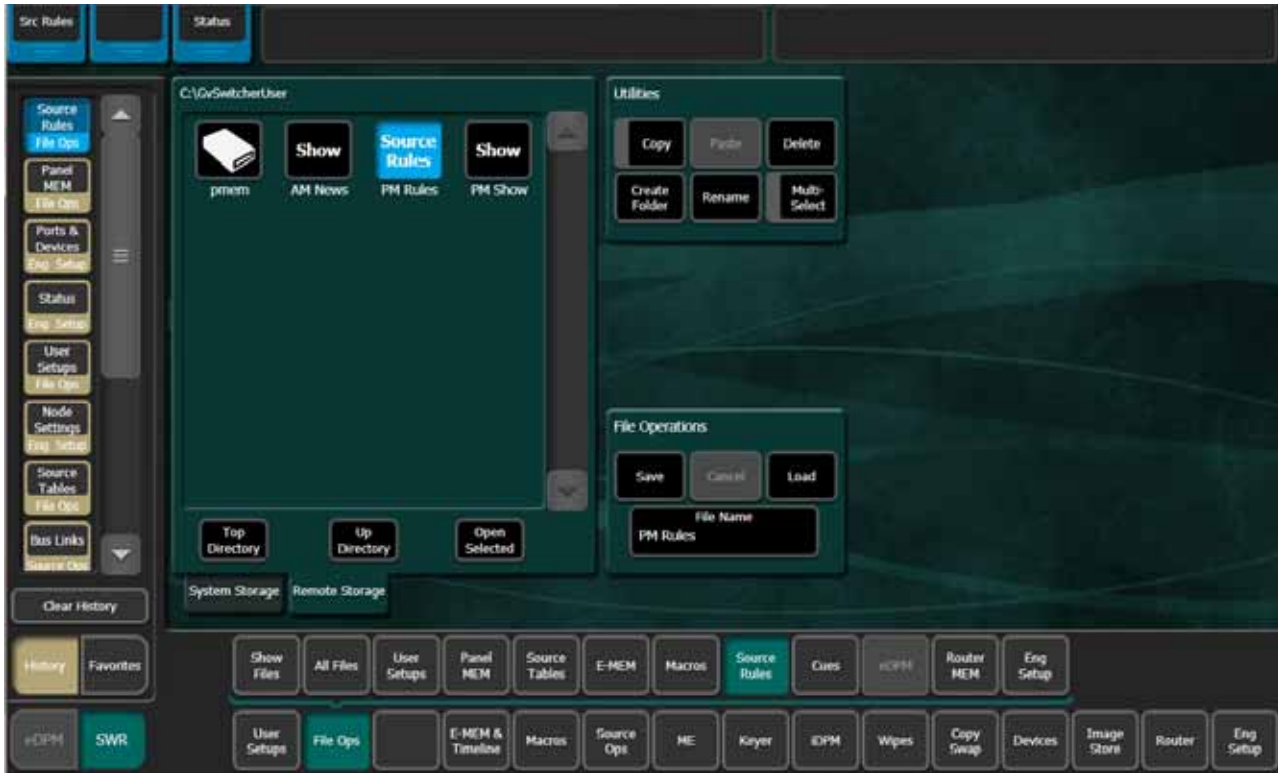 Src Rules
Status
C:\GvSwitcherUser
Utilities
Source
Rules
File Ops
Panel
MEM
File Ops
Ports &
Devices
Eng Setup
Status
Eng Setup
User
Setups
File Ops
Node
Settings
Eng Setup
Source
Tables
File Ops
Bus Links
Source Ops
Clear History
History
Favorites
Show
Source
Rules
Show
pmem
AM News
PM Rules
PM Show
Top
Directory
Up
Directory
Open
Selected
System Storage
Remote Storage
Copy
Paste
Delete
Create
Folder
Rename
Multi-
Select
File Operations
Save
Cancel
Load
File Name
PM Rules
Show
Files
All Files
User
Setups
Panel
MEM
Source
Tables
E-MEM
Macros
Source
Rules
Cues
eDPM
Router
MEM
Eng
Setup
eDPM
SWR
User
Setups
File Ops
E-MEM &
Timeline
Macros
Source
Ops
ME
Keyer
iDPM
Wipes
Copy
Swap
Devices
Image
Store
Router
Eng
Setup